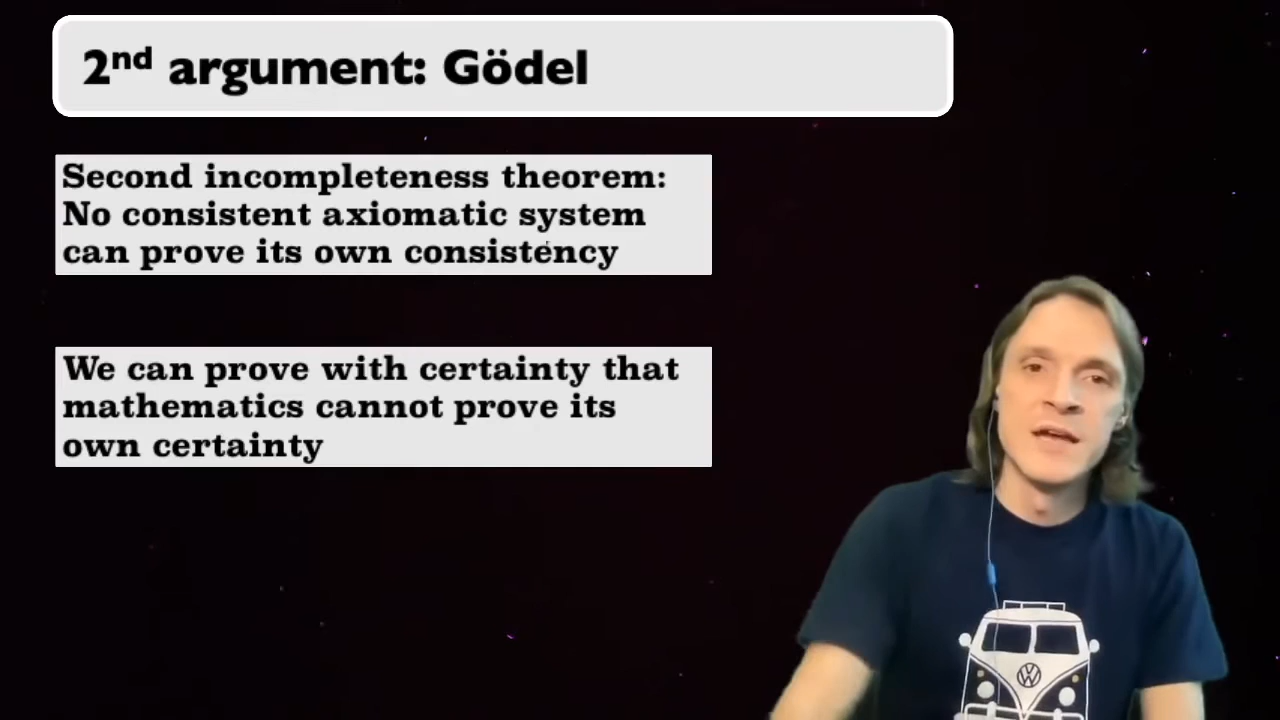 2nd argument: Gödel
Second incompleteness theorem:
No consistent axiomatic system
can prove its own consistency
We can prove with certainty that
mathematics cannot prove its
own certainty